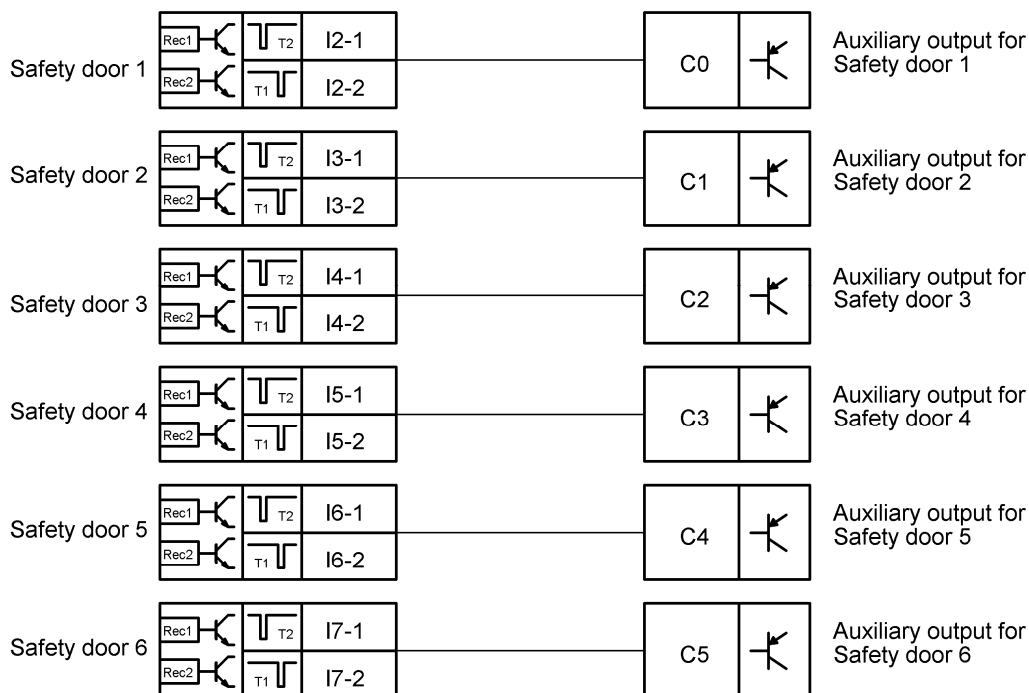 Safety door 1
Rec1
T2
I2-1
Rec2
T1
I2-2
C0
Auxiliary output for
Safety door 1
Safety door 2
Rec1
T2
I3-1
Rec2
T1
I3-2
C1
Auxiliary output for
Safety door 2
Safety door 3
Rec1
T2
I4-1
Rec2
T1
I4-2
C2
Auxiliary output for
Safety door 3
Safety door 4
Rec1
T2
I5-1
Rec2
T1
I5-2
C3
Auxiliary output for
Safety door 4
Safety door 5
Rec1
T2
I6-1
Rec2
T1
I6-2
C4
Auxiliary output for
Safety door 5
Safety door 6
Rec1
T2
I7-1
Rec2
T1
I7-2
C5
Auxiliary output for
Safety door 6